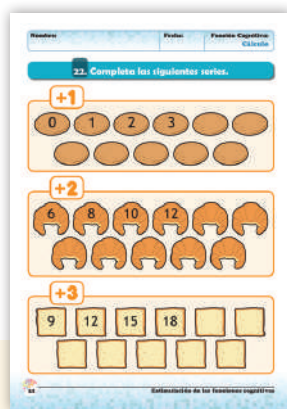 Nombre: Fecha: Función Cognitiva:
Cálculo
22. Completa las siguientes series.
+1
0 1 2 3
+2
6 8 10 12
+3
9 12 15 18
Estimulación de las funciones cognitivas